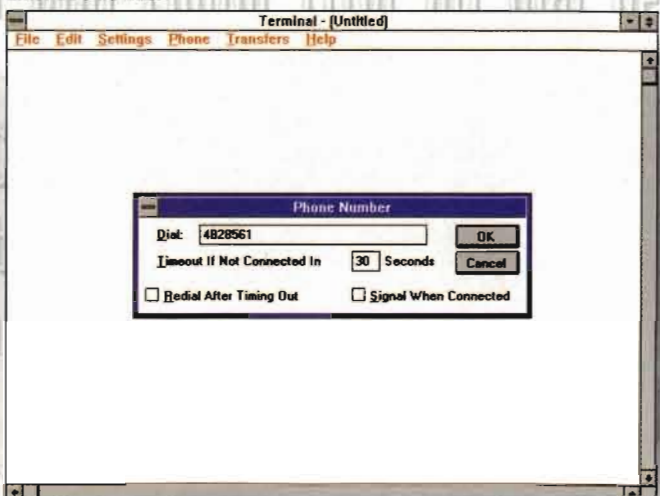 Terminal - (Untitled)
File Edit Settings Phone Transfers Help
Phone Number
Dial: 4828561 OK
Timeout If Not Connected In 30 Seconds Cancel
Redial After Timing Out Signal When Connected